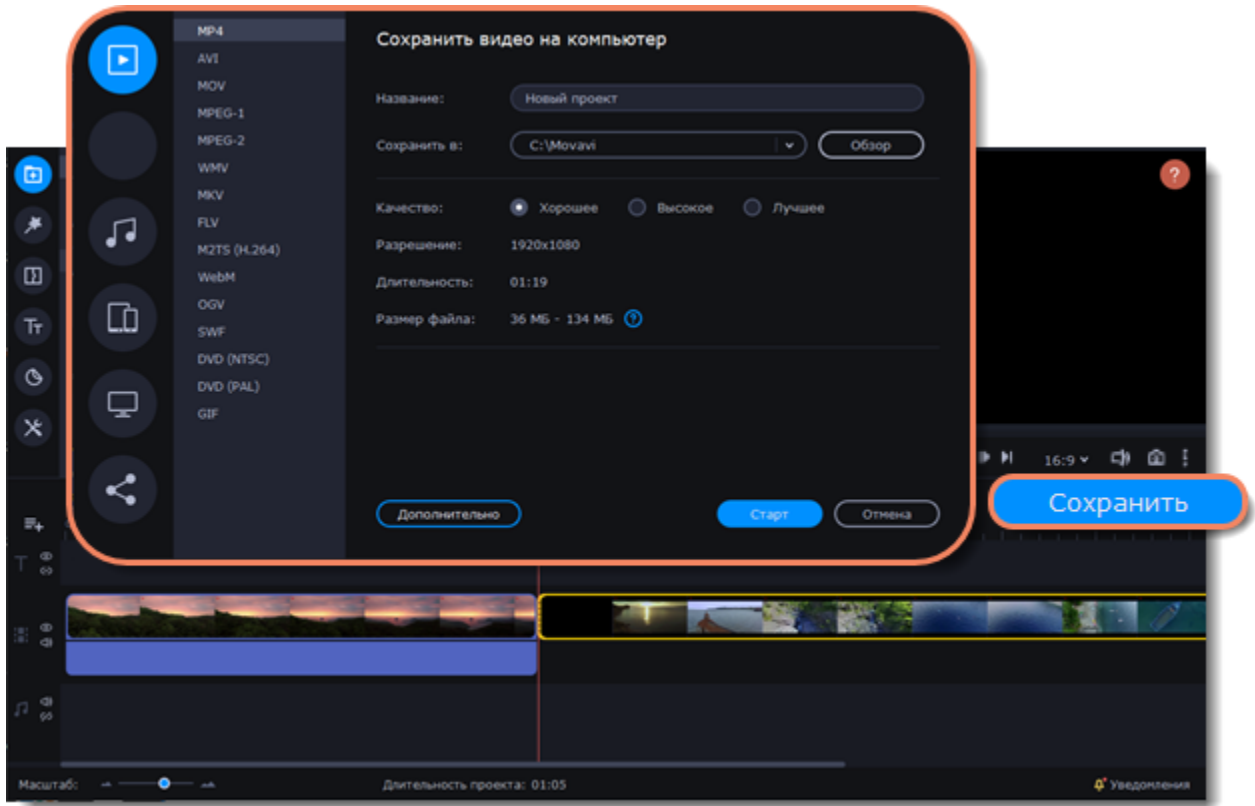 MP4
AVI
MOV
MPEG-1
MPEG-2
WMV
MKV
FLV
M2TS (H.264)
WebM
OGV
SWF
DVD (NTSC)
DVD (PAL)
GIF
Сохранить видео на компьютер
Название: Новый проект
Сохранить в: C:\Movavi Обзор
Качество: Хорошее Высокое Лучшее
Разрешение: 1920x1080
Длительность: 01:19
Размер файла: 36 МБ - 134 МБ ?
Дополнительно Старт Отмена
?
16:9
Сохранить
Tт
T
Масштаб: Длительность проекта: 01:05 Уведомления